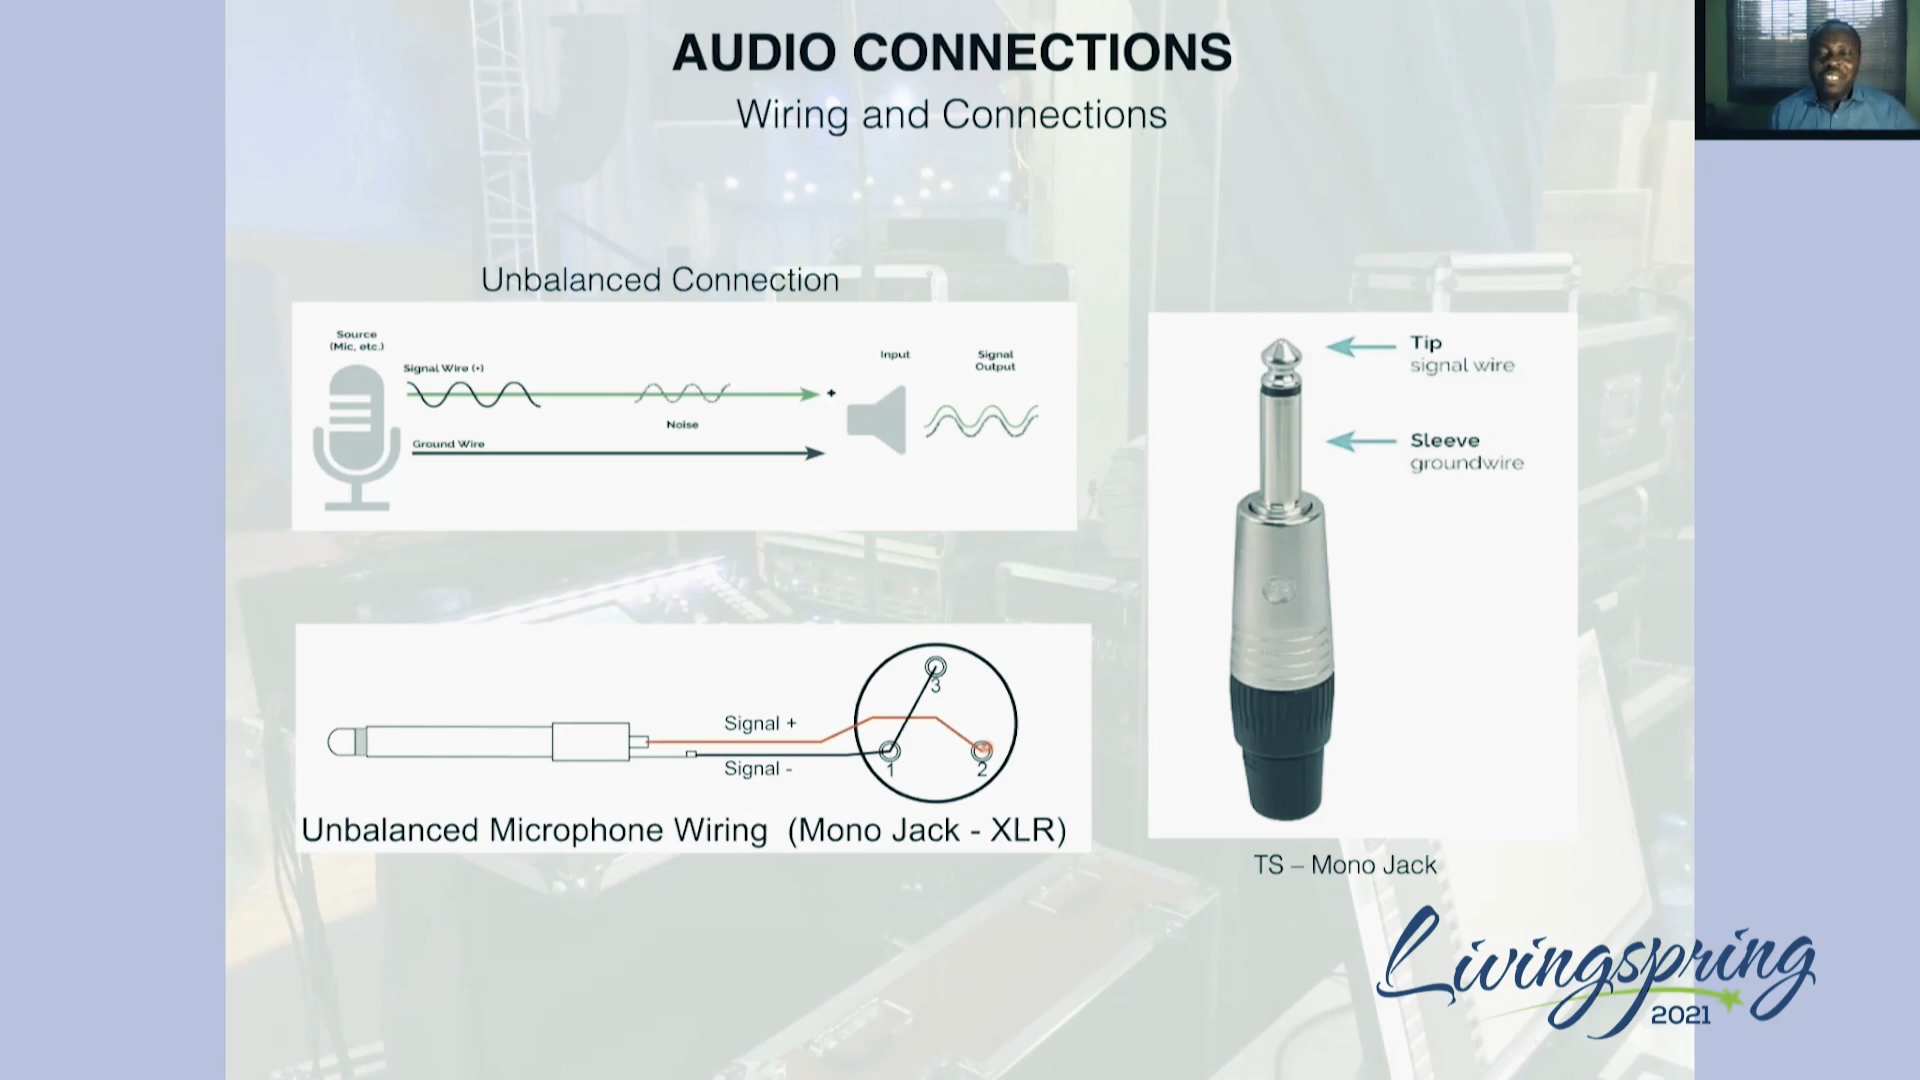 AUDIO CONNECTIONS
Wiring and Connections
Unbalanced Connection
Source
(Mic, etc.)
Signal Wire (+)
Noise
Ground Wire
Input
+
Signal
Output
Tip
signal wire
Sleeve
groundwire
TS – Mono Jack
Signal +
Signal -
3
1
2
Unbalanced Microphone Wiring (Mono Jack - XLR)
Livingspring
2021